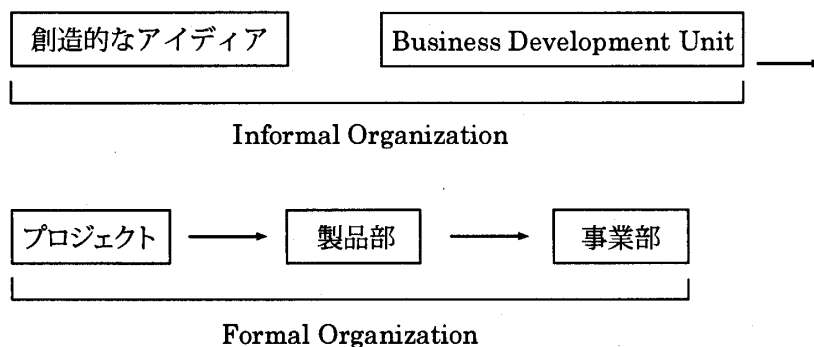 創造的なアイディア Business Development Unit
Informal Organization
プロジェクト 製品部 事業部
Formal Organization